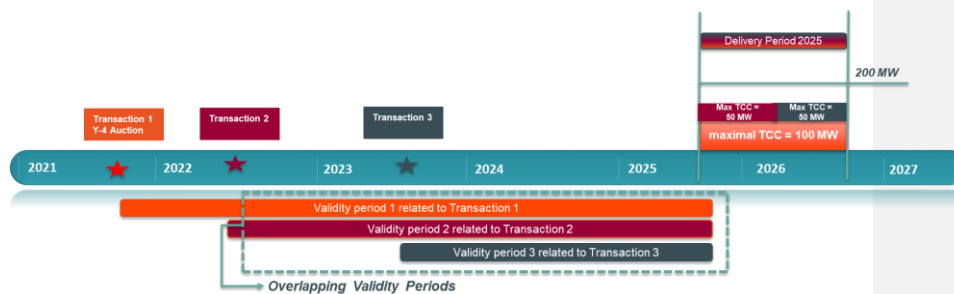 Delivery Period 2025
200 MW
Max TCC =
50 MW
Max TCC =
50 MW
maximal TCC = 100 MW
Transaction 1
Y-4 Auction
Transaction 2
Transaction 3
2021
2022
2023
2024
2025
2026
2027
Validity period 1 related to Transaction 1
Validity period 2 related to Transaction 2
Validity period 3 related to Transaction 3
Overlapping Validity Periods